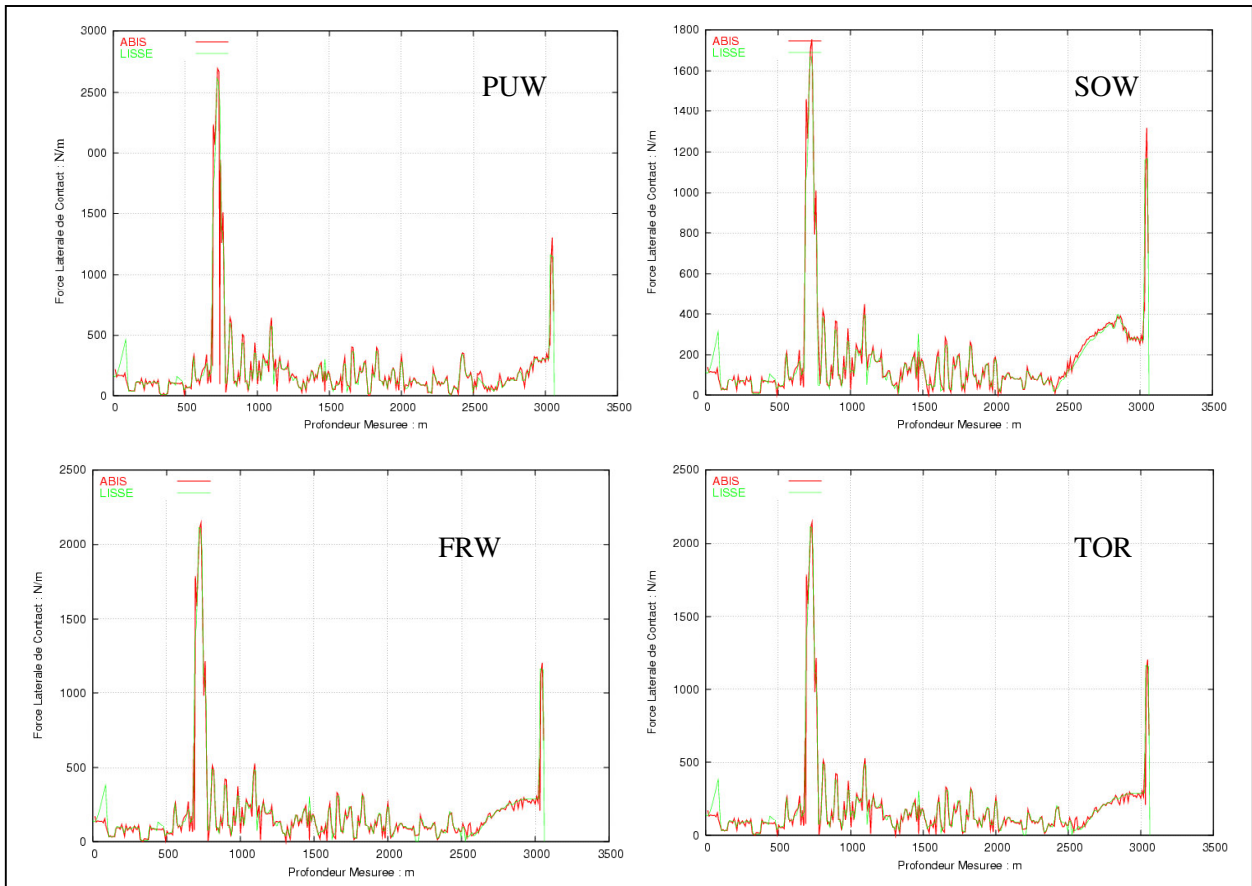 3000
ABIS
LISSE
PUW
2500
000
1500
1000
500
0
Force Laterale de Contact : N/m
0 500 1000 1500 2000 2500 3000 3500
Profondeur Mesuree : m
1800
ABIS
LISSE
SOW
1600
1400
1200
1000
800
600
400
200
0
Force Laterale de Contact : N/m
0 500 1000 1500 2000 2500 3000 3500
Profondeur Mesuree : m
2500
ABIS
LISSE
FRW
2000
1500
1000
500
0
Force Laterale de Contact : N/m
0 500 1000 1500 2000 2500 3000 3500
Profondeur Mesuree : m
2500
ABIS
LISSE
TOR
2000
1500
1000
500
0
Force Laterale de Contact : N/m
0 500 1000 1500 2000 2500 3000 3500
Profondeur Mesuree : m